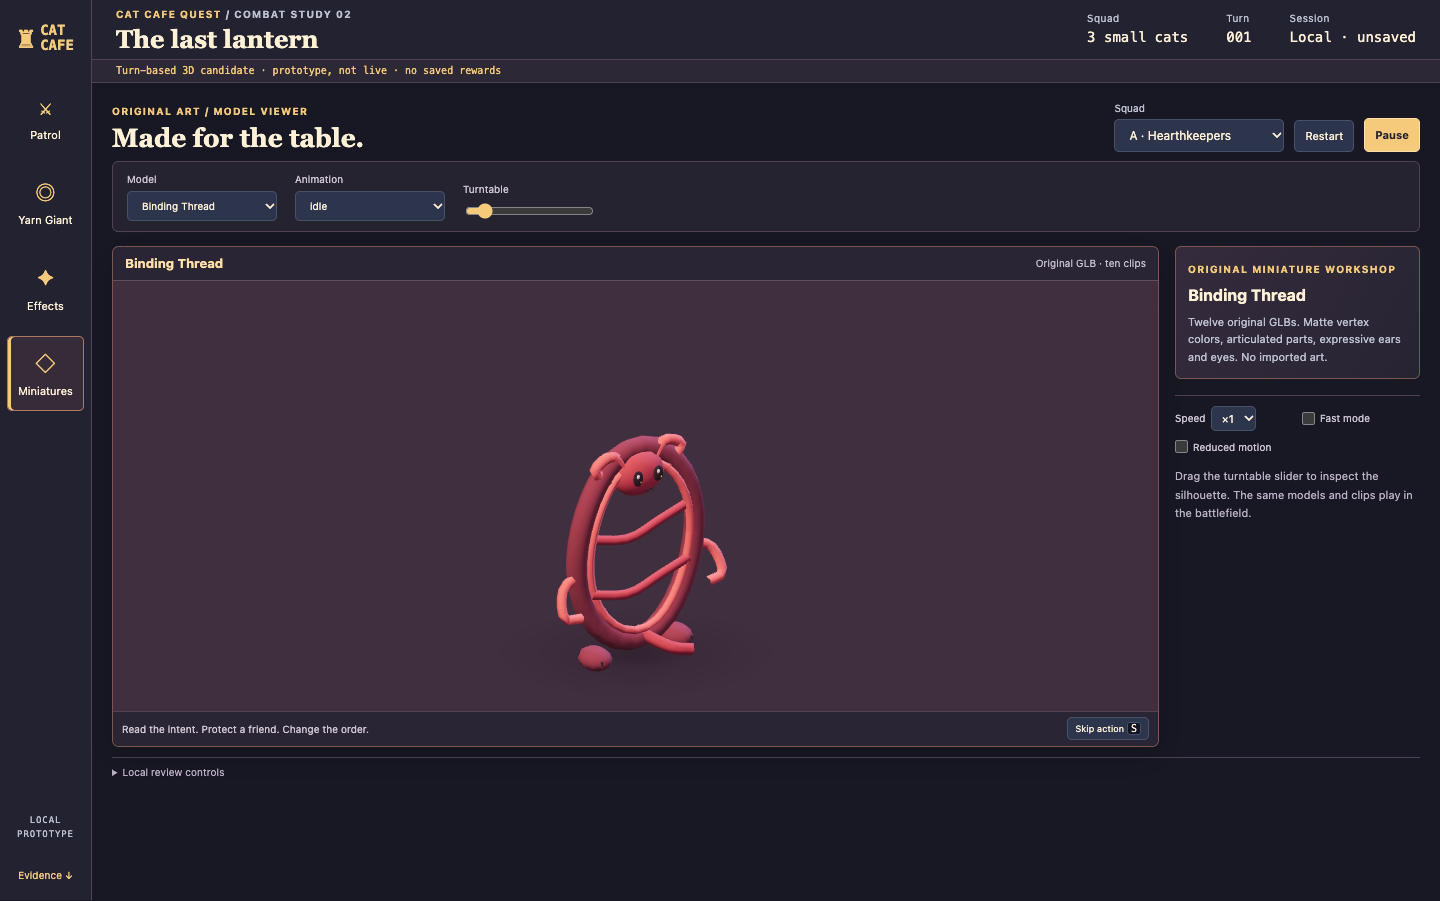 CAT
CAFE
CAT CAFE QUEST / COMBAT STUDY 02
The last lantern
Squad
3 small cats
Turn
001
Session
Local · unsaved
Turn-based 3D candidate · prototype, not live · no saved rewards
Patrol
Yarn Giant
Effects
Miniatures
LOCAL
PROTOTYPE
Evidence ↓
ORIGINAL ART / MODEL VIEWER
Made for the table.
Squad
A · Hearthkeepers
Restart
Pause
Model
Binding Thread
Animation
idle
Turntable
Binding Thread
Original GLB · ten clips
Read the intent. Protect a friend. Change the order.
Skip action S
ORIGINAL MINIATURE WORKSHOP
Binding Thread
Twelve original GLBs. Matte vertex
colors, articulated parts, expressive ears
and eyes. No imported art.
Speed
×1
Fast mode
Reduced motion
Drag the turntable slider to inspect the
silhouette. The same models and clips play in
the battlefield.
Local review controls